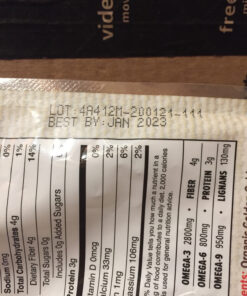 free
vide
mov
LOT: 4A412M-200121-111
BEST BY: JAN 2023
Sodium 0mg 0%
Total Carbohydrates 4g 1%
Dietary Fiber 4g 14%
Total Sugars 0g
Includes 0g Added Sugars
Protein 3g
Vitamin D 0mcg 0%
Calcium 33mg 2%
Iron 1mg 6%
Potassium 106mg 2%
% Daily Value tells you how much a nutrient in a
of food contributes to a daily diet. 2,000 calories
is used for general nutrition advice.
OMEGA-3 2800mg • FIBER 4g
OMEGA-6 800mg • PROTEIN 3g
OMEGA-9 950mg • LIGNANS 130mg